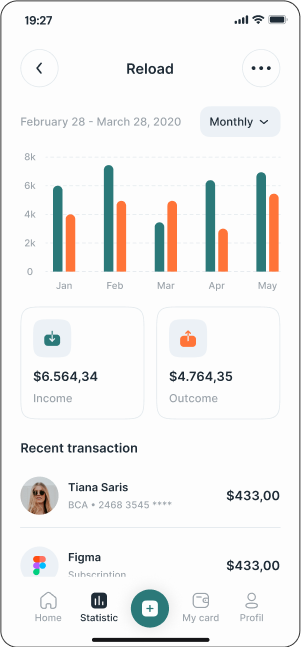 19:27
Reload
February 28 - March 28, 2020
Monthly
8k
6k
4k
2k
0
Jan Feb Mar Apr May
$6.564,34
Income
$4.764,35
Outcome
Recent transaction
Tiana Saris
BCA • 2468 3545 ****
$433,00
Figma
Subscription
$433,00
Home Statistic My card Profil